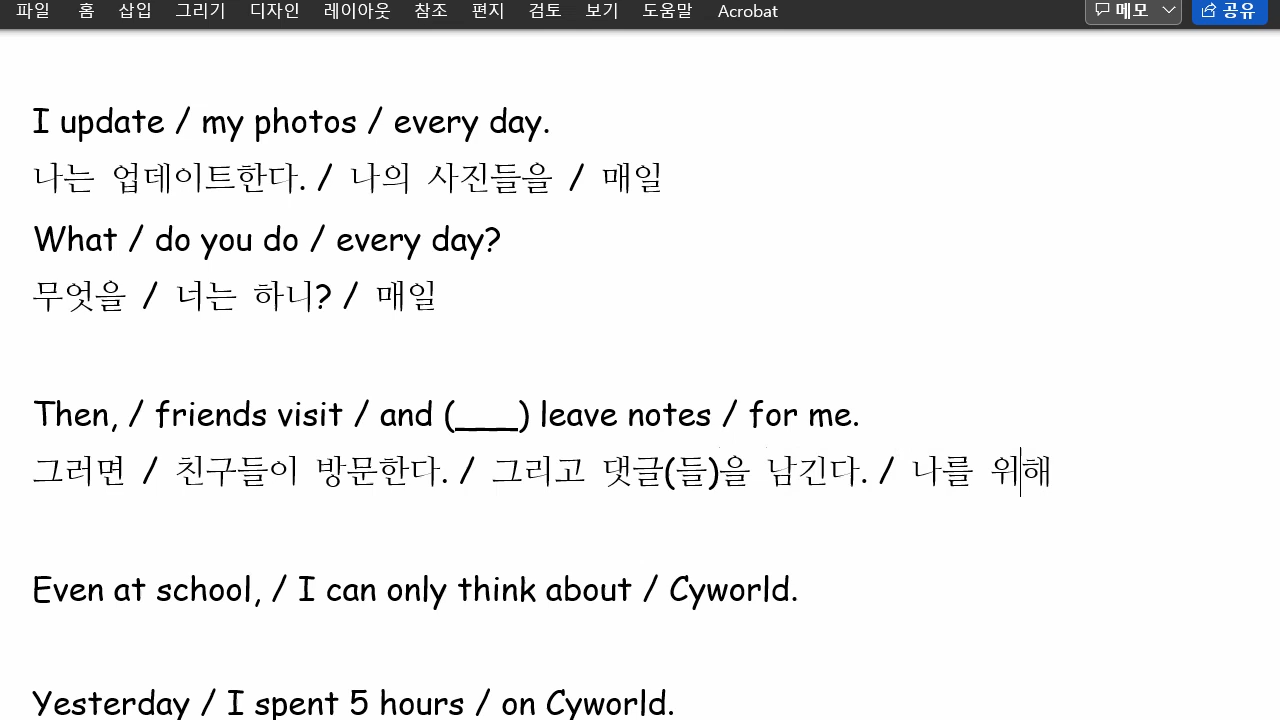 파일 홈 삽입 그리기 디자인 레이아웃 참조 편지 검토 보기 도움말 Acrobat 메모 공유
I update / my photos / every day.
나는 업데이트한다. / 나의 사진들을 / 매일
What / do you do / every day?
무엇을 / 너는 하니? / 매일
Then, / friends visit / and (___) leave notes / for me.
그러면 / 친구들이 방문한다. / 그리고 댓글(들)을 남긴다. / 나를 위해
Even at school, / I can only think about / Cyworld.
Yesterday / I spent 5 hours / on Cyworld.